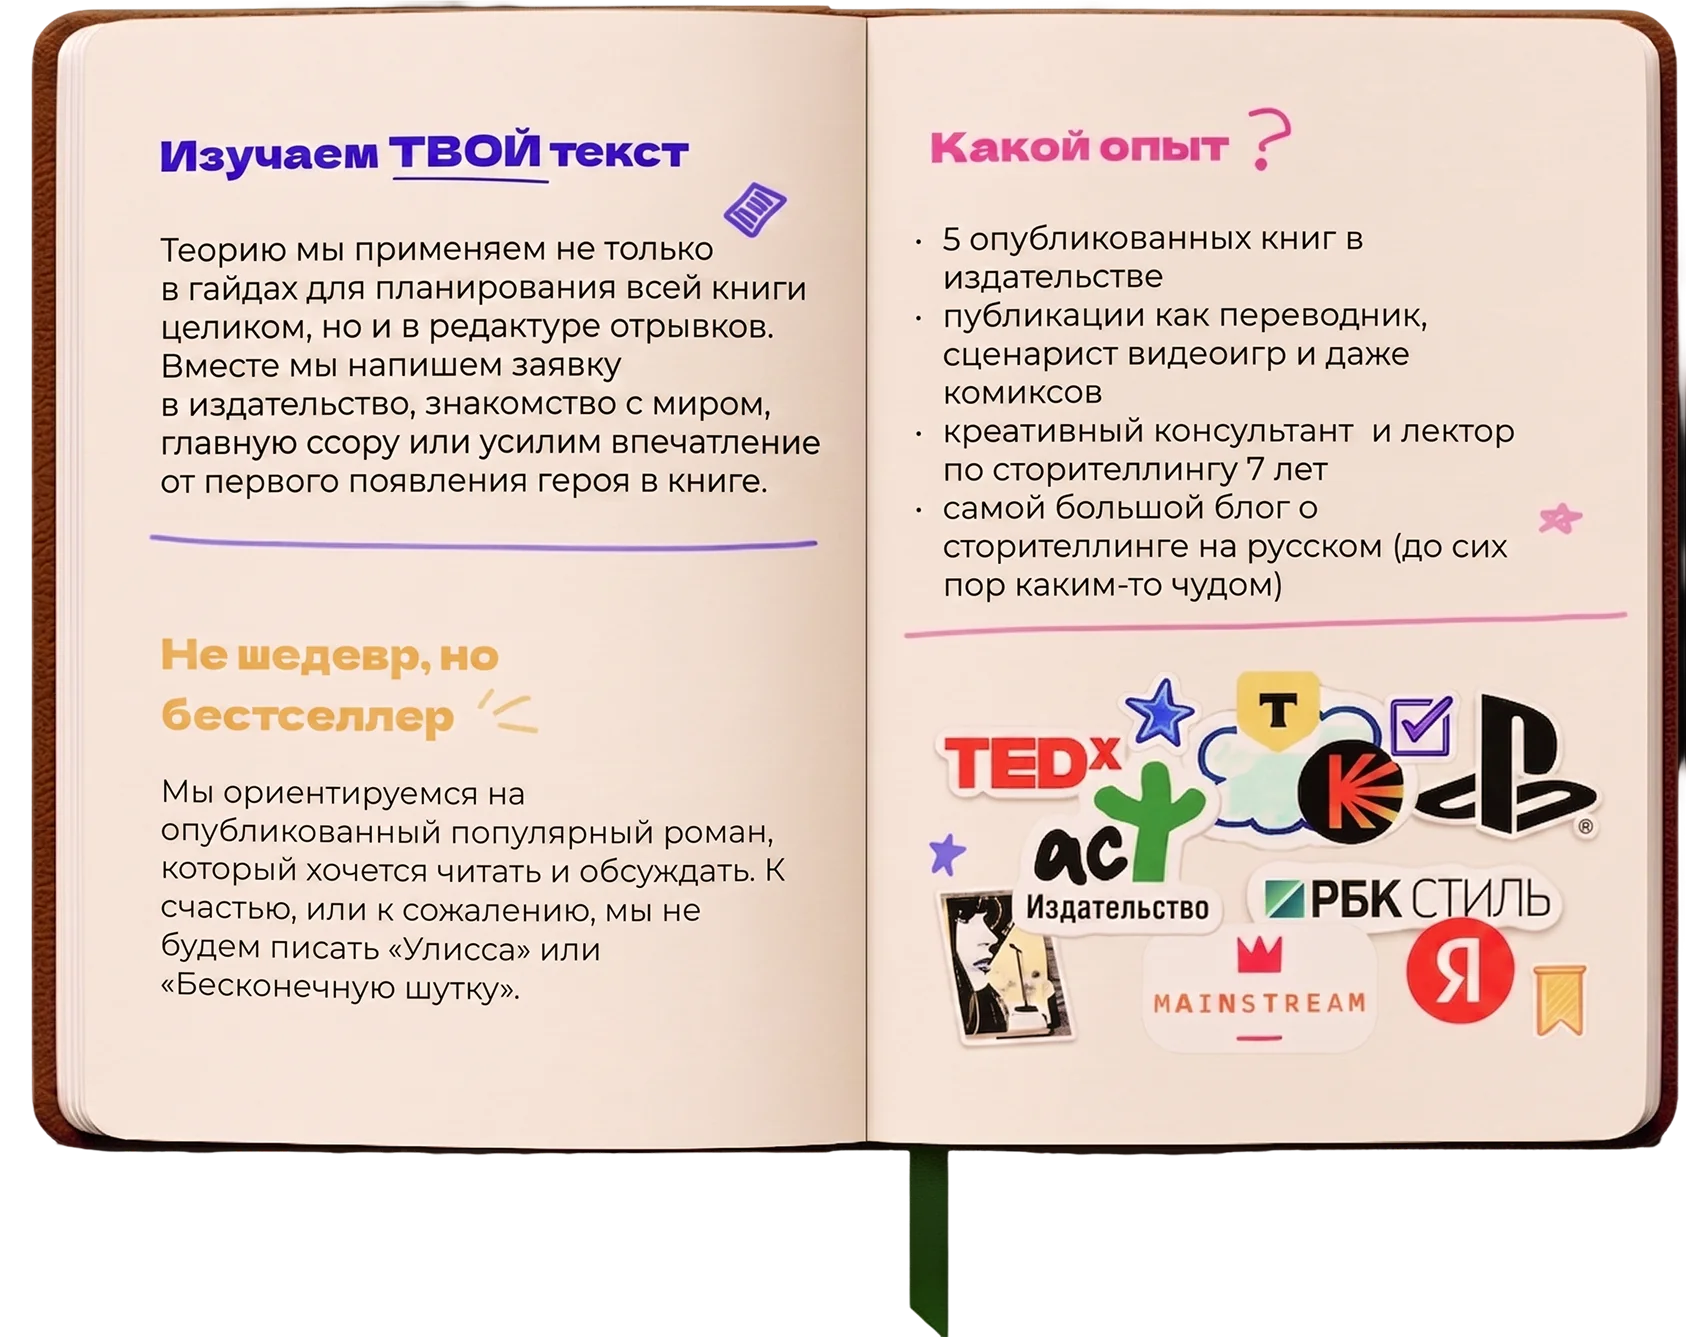 Изучаем ТВОЙ текст
Теорию мы применяем не только
в гайдах для планирования всей книги
целиком, но и в редактуре отрывков.
Вместе мы напишем заявку
в издательство, знакомство с миром,
главную ссору или усилим впечатление
от первого появления героя в книге.
Не шедевр, но
бестселлер
Мы ориентируемся на
опубликованный популярный роман,
который хочется читать и обсуждать. К
счастью, или к сожалению, мы не
будем писать «Улисса» или
«Бесконечную шутку».
Какой опыт ?
• 5 опубликованных книг в
издательстве
• публикации как переводник,
сценарист видеоигр и даже
комиксов
• креативный консультант  и лектор
по сторителлингу 7 лет
• самой большой блог о
сторителлинге на русском (до сих
пор каким-то чудом)
TEDx
T
K
®
аст
Издательство
РБК СТИЛЬ
MAINSTREAM
Я